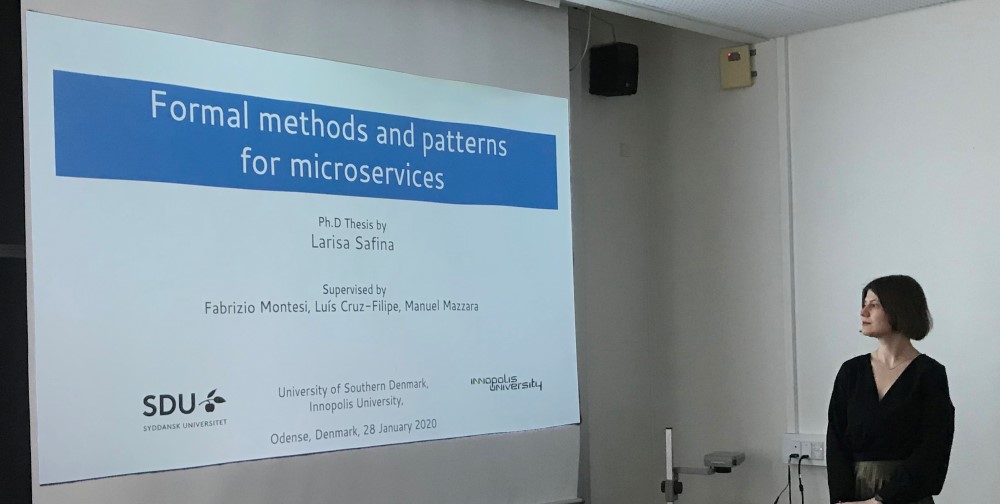 Formal methods and patterns
for microservices
Ph.D Thesis by
Larisa Safina
Supervised by
Fabrizio Montesi, Luís Cruz-Filipe, Manuel Mazzara
SDU
SYDDANSK UNIVERSITET
University of Southern Denmark,
Innopolis University,
Odense, Denmark, 28 January 2020
innopolis
university